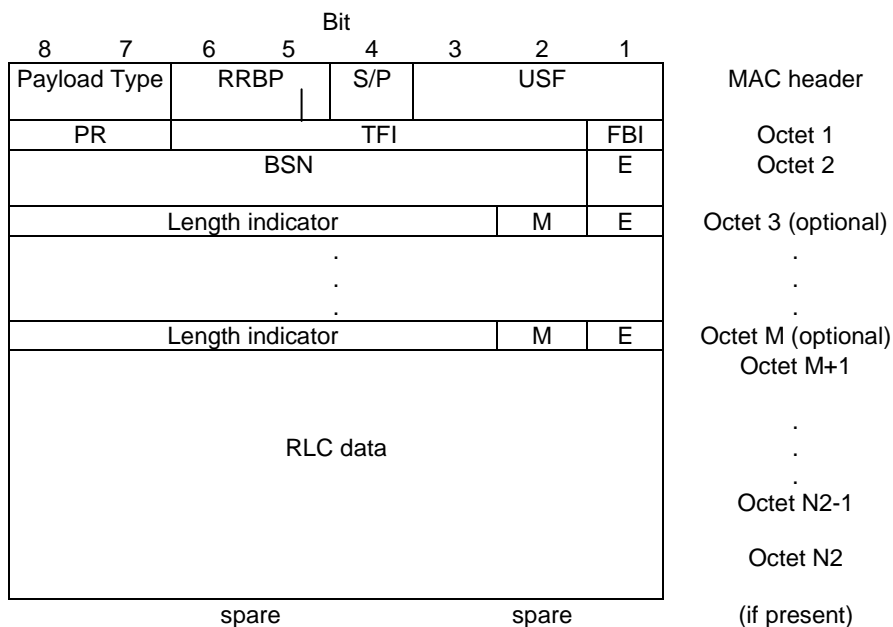 Bit
8 7 6 5 4 3 2 1
Payload Type RRBP S/P USF MAC header
PR TFI FBI Octet 1
BSN E Octet 2
Length indicator M E Octet 3 (optional)
. .
. .
. .
Length indicator M E Octet M (optional)
Octet M+1
.
RLC data .
.
Octet N2-1
Octet N2
spare spare (if present)